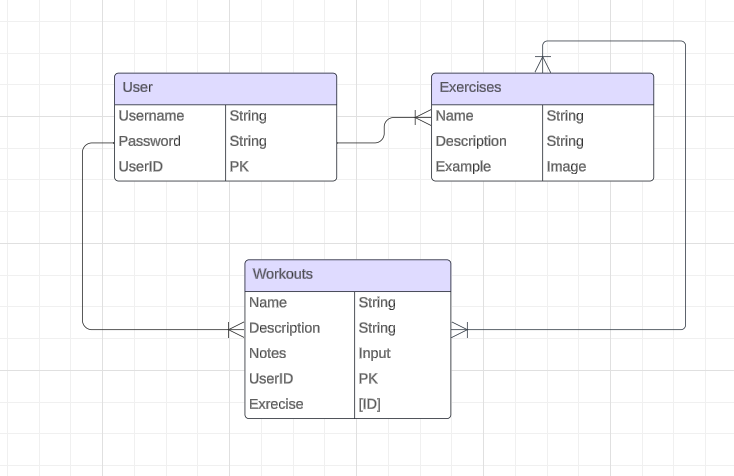 User
Username String
Password String
UserID PK
Exercises
Name String
Description String
Example Image
Workouts
Name String
Description String
Notes Input
UserID PK
Exrecise [ID]